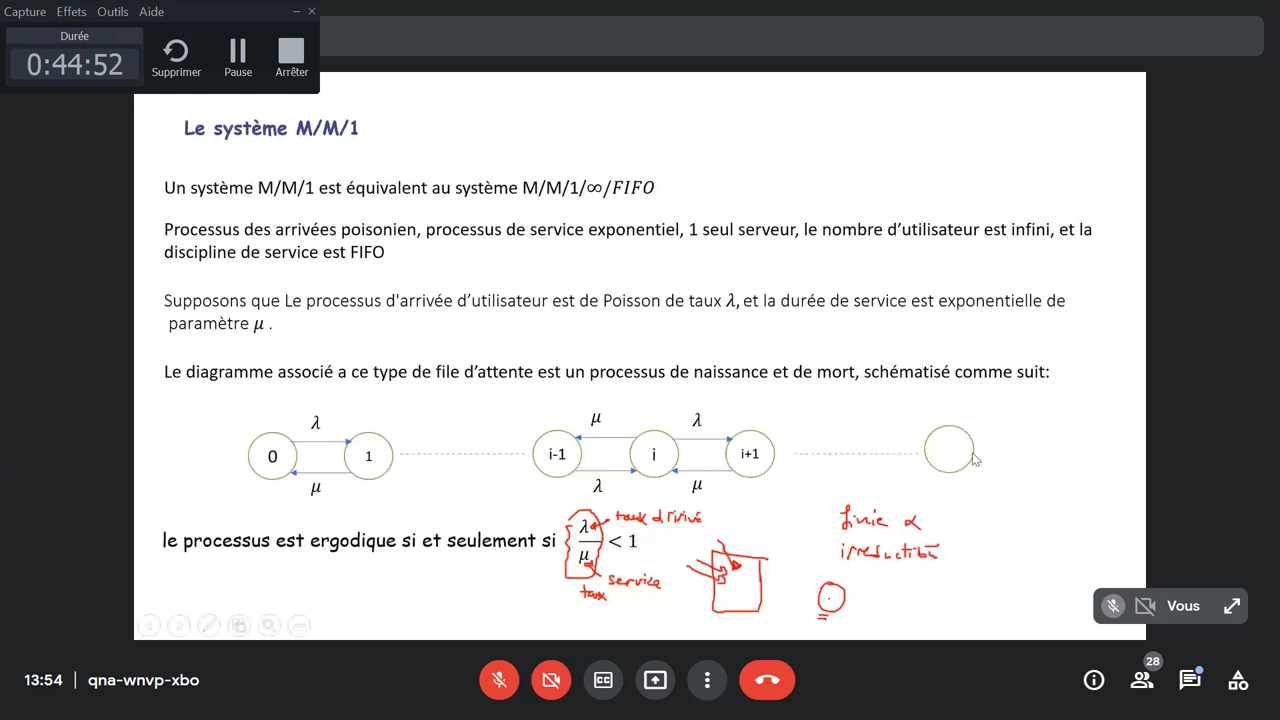 Capture Effets Outils Aide
Durée
0:44:52
Supprimer Pause Arrêter
Le système M/M/1
Un système M/M/1 est équivalent au système M/M/1/∞/FIFO
Processus des arrivées poisonien, processus de service exponentiel, 1 seul serveur, le nombre d’utilisateur est infini, et la
discipline de service est FIFO
Supposons que Le processus d'arrivée d’utilisateur est de Poisson de taux λ, et la durée de service est exponentielle de
paramètre μ .
Le diagramme associé a ce type de file d’attente est un processus de naissance et de mort, schématisé comme suit:
λ μ λ
0 1 i-1 i i+1
μ λ μ
le processus est ergodique si et seulement si λ/μ < 1
service
taux
Vous
13:54 qna-wnvp-xbo
28